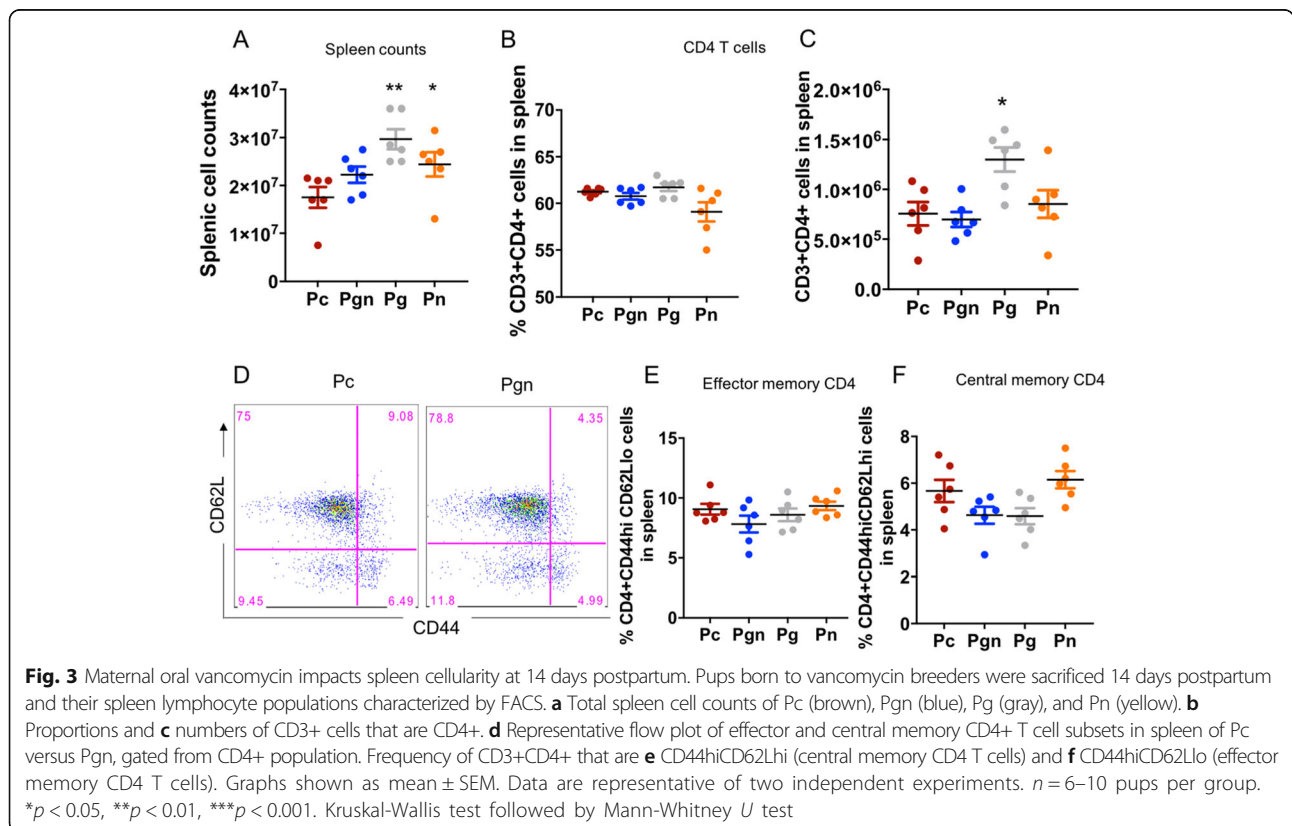 A
Spleen counts
Splenic cell counts
4×10⁷
3×10⁷
2×10⁷
1×10⁷
0
** *
Pc Pgn Pg Pn
B
CD4 T cells
% CD3+CD4+ cells in spleen
70
65
60
55
50
Pc Pgn Pg Pn
C
CD3+CD4+ cells in spleen
2.0×10⁶
1.5×10⁶
1.0×10⁶
5.0×10⁵
0.0
*
Pc Pgn Pg Pn
D
Pc Pgn
75 9.08
9.45 6.49
78.8 4.35
11.8 4.99
CD62L
CD44
E
Effector memory CD4
% CD4+CD44hi CD62Llo cells
in spleen
15
10
5
0
Pc Pgn Pg Pn
F
Central memory CD4
% CD4+CD44hiCD62Lhi cells
in spleen
8
6
4
2
0
Pc Pgn Pg Pn
Fig. 3 Maternal oral vancomycin impacts spleen cellularity at 14 days postpartum. Pups born to vancomycin breeders were sacrificed 14 days postpartum
and their spleen lymphocyte populations characterized by FACS. a Total spleen cell counts of Pc (brown), Pgn (blue), Pg (gray), and Pn (yellow). b
Proportions and c numbers of CD3+ cells that are CD4+. d Representative flow plot of effector and central memory CD4+ T cell subsets in spleen of Pc
versus Pgn, gated from CD4+ population. Frequency of CD3+CD4+ that are e CD44hiCD62Lhi (central memory CD4 T cells) and f CD44hiCD62Llo (effector
memory CD4 T cells). Graphs shown as mean ± SEM. Data are representative of two independent experiments. n = 6–10 pups per group.
*p < 0.05, **p < 0.01, ***p < 0.001. Kruskal-Wallis test followed by Mann-Whitney U test